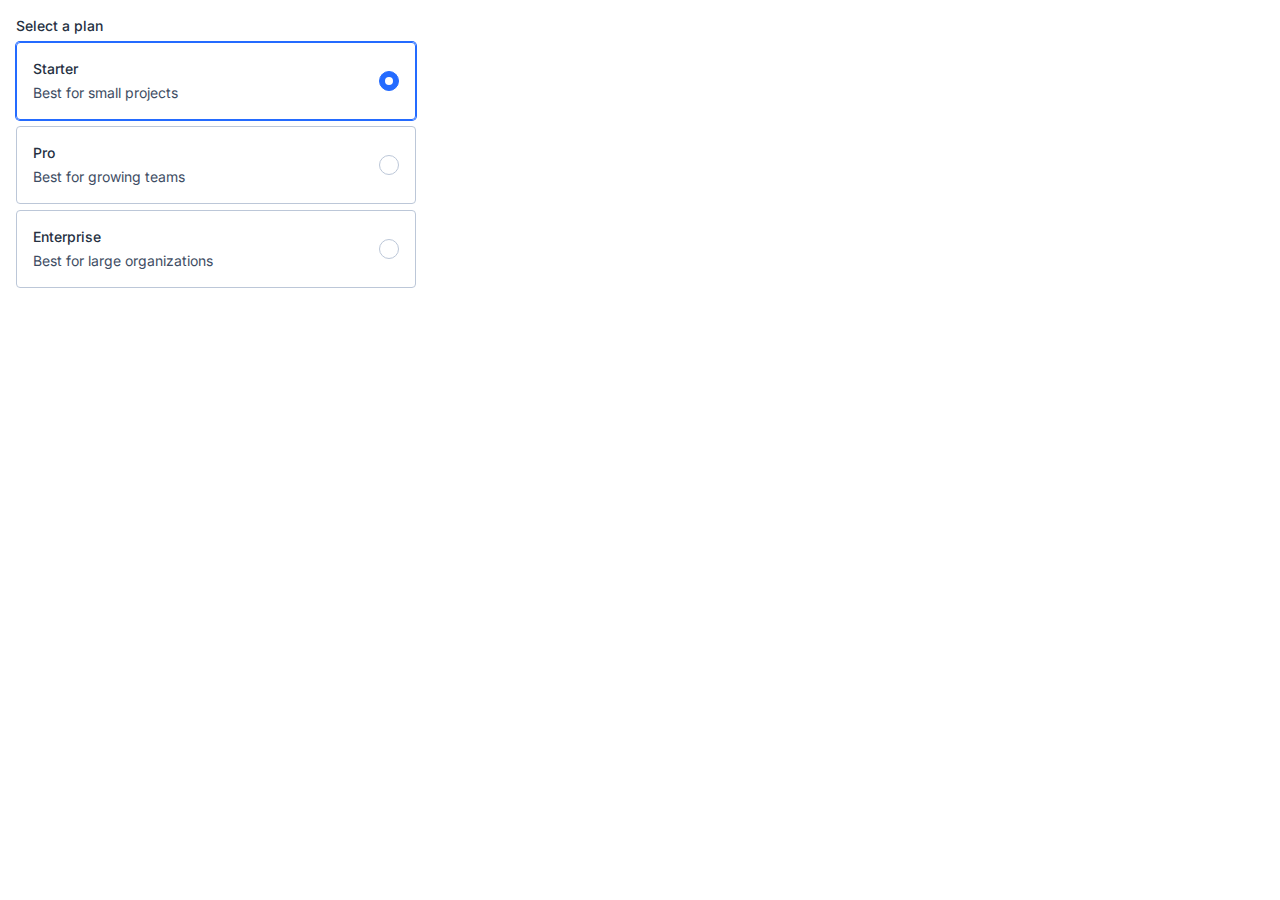 Select a plan
Starter
Best for small projects
Pro
Best for growing teams
Enterprise
Best for large organizations